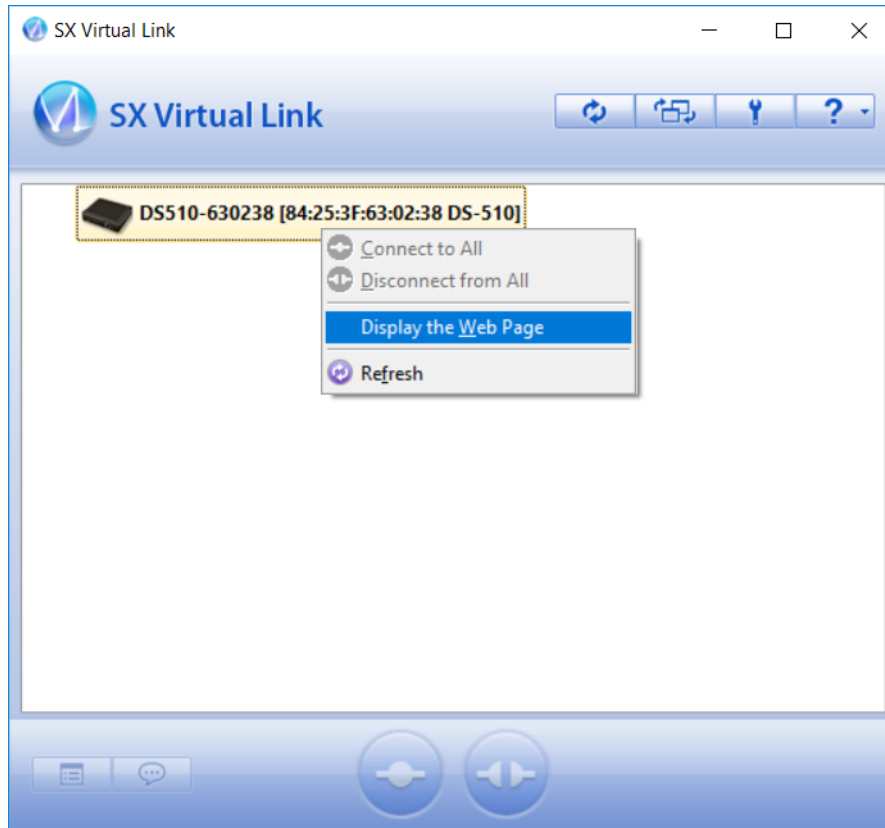 SX Virtual Link
SX Virtual Link
?
DS510-630238 [84:25:3F:63:02:38 DS-510]
Connect to All
Disconnect from All
Display the Web Page
Refresh